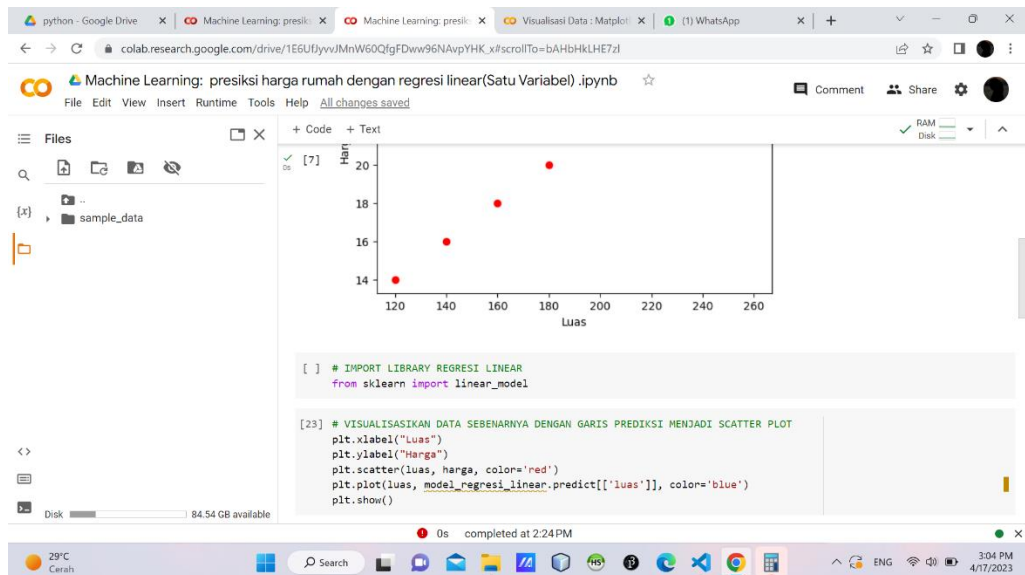 python - Google Drive
Machine Learning: presiks
Machine Learning: presik
Visualisasi Data : Matplotl
(1) WhatsApp
colab.research.google.com/drive/1E6UfJyvvJMnW60QfgFDww96NAvpYHK_x#scrollTo=bAHbHkLHE7zI
CO Machine Learning: presiksi harga rumah dengan regresi linear(Satu Variabel) .ipynb
Comment Share
File Edit View Insert Runtime Tools Help All changes saved
Files
+ Code + Text
RAM
Disk
{x}
..
sample_data
[7]
0s
Har
20
18
16
14
120 140 160 180 200 220 240 260
Luas
[ ] # IMPORT LIBRARY REGRESI LINEAR
from sklearn import linear_model
[23] # VISUALISASIKAN DATA SEBENARNYA DENGAN GARIS PREDIKSI MENJADI SCATTER PLOT
plt.xlabel("Luas")
plt.ylabel("Harga")
plt.scatter(luas, harga, color='red')
plt.plot(luas, model_regresi_linear.predict[['luas']], color='blue')
plt.show()
Disk 84.54 GB available
0s completed at 2:24 PM
29°C
Cerah
Search
ENG
3:04 PM
4/17/2023